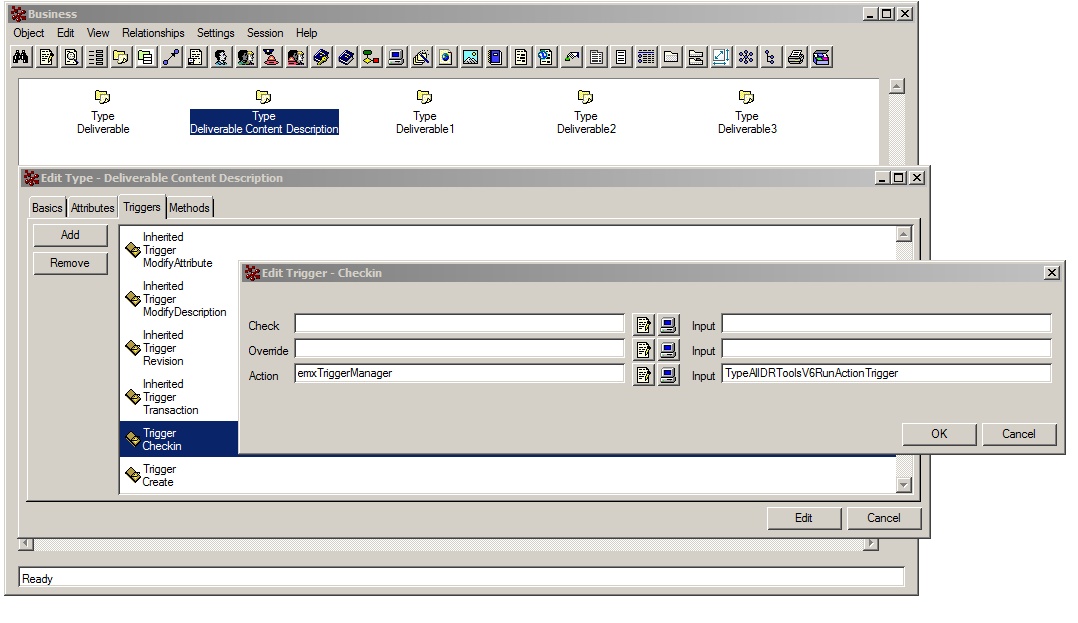 Business
Object Edit View Relationships Settings Session Help
Type
Deliverable
Type
Deliverable Content Description
Type
Deliverable1
Type
Deliverable2
Type
Deliverable3
Edit Type - Deliverable Content Description
Basics Attributes Triggers Methods
Add
Remove
Inherited
Trigger
ModifyAttribute
Inherited
Trigger
ModifyDescription
Inherited
Trigger
Revision
Inherited
Trigger
Transaction
Trigger
Checkin
Trigger
Create
Edit Trigger - Checkin
Check Input
Override Input
Action emxTriggerManager Input TypeAllDRToolsV6RunActionTrigger
OK Cancel
Edit Cancel
Ready